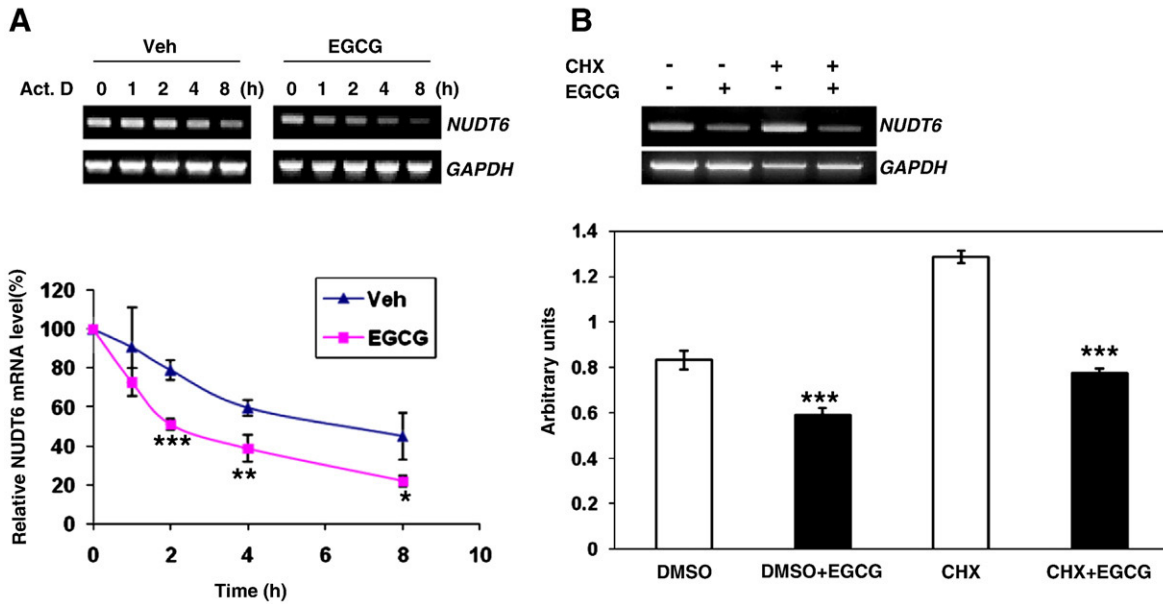 A
Veh EGCG
Act. D 0 1 2 4 8 (h) 0 1 2 4 8 (h)
NUDT6
GAPDH
Relative NUDT6 mRNA level(%)
120
100
80
60
40
20
0
Veh
EGCG
***
**
*
0 2 4 6 8 10
Time (h)
B
CHX - - + +
EGCG - + - +
NUDT6
GAPDH
Arbitrary units
1.4
1.2
1
0.8
0.6
0.4
0.2
0
***
***
DMSO DMSO+EGCG CHX CHX+EGCG